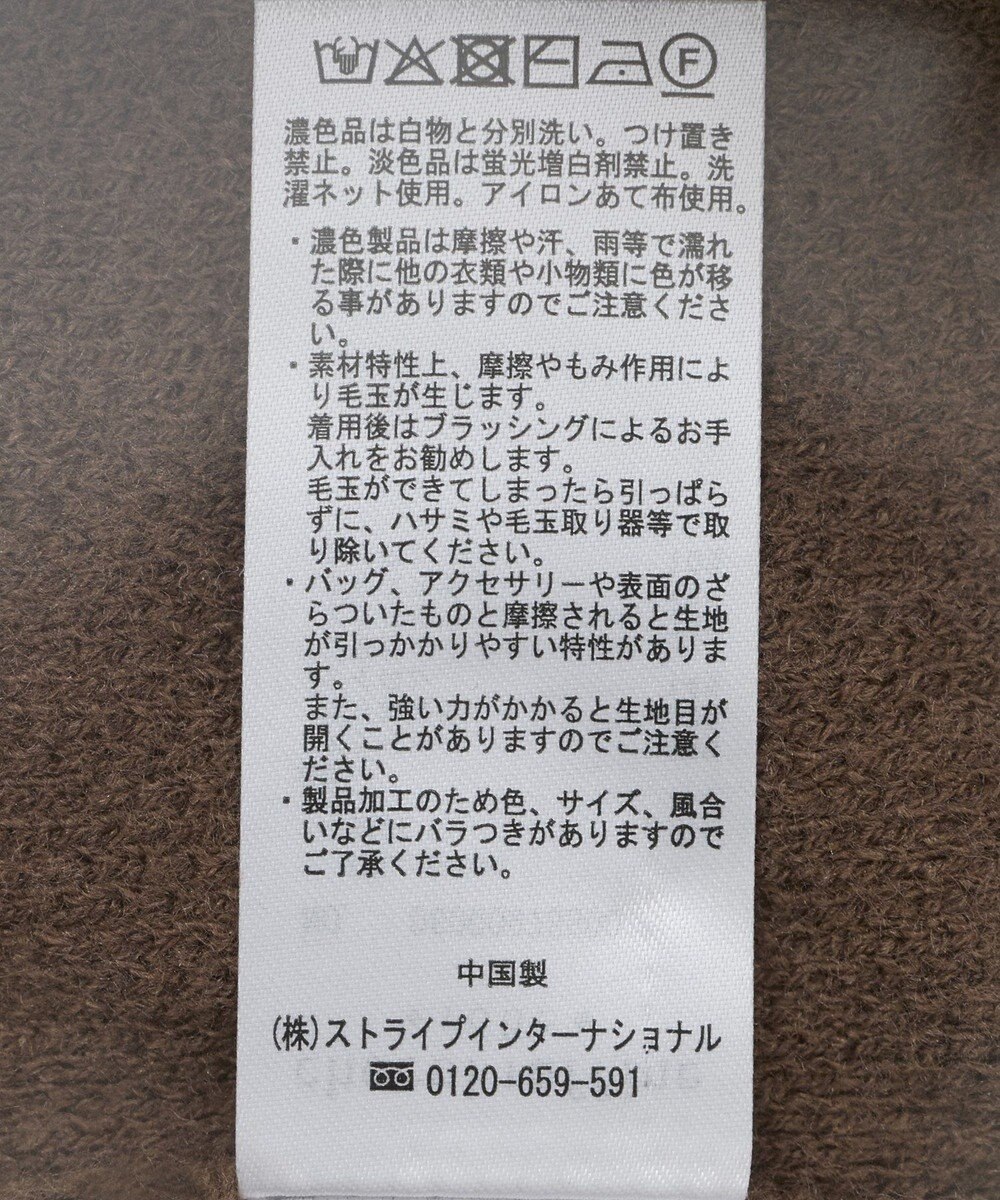 F
濃色品は白物と分別洗い。つけ置き
禁止。淡色品は蛍光増白剤禁止。洗
濯ネット使用。アイロンあて布使用。
・濃色製品は摩擦や汗、雨等で濡れ
た際に他の衣類や小物類に色が移
る事がありますのでご注意くださ
い。
・素材特性上、摩擦やもみ作用によ
り毛玉が生じます。
着用後はブラッシングによるお手
入れをお勧めします。
毛玉ができてしまったら引っぱら
ずに、ハサミや毛玉取り器等で取
り除いてください。
・バッグ、アクセサリーや表面のざ
らついたものと摩擦されると生地
が引っかかりやすい特性がありま
す。
また、強い力がかかると生地目が
開くことがありますのでご注意く
ださい。
・製品加工のため色、サイズ、風合
いなどにバラつきがありますので
ご了承ください。
中国製
(株)ストライプインターナショナル
0120-659-591